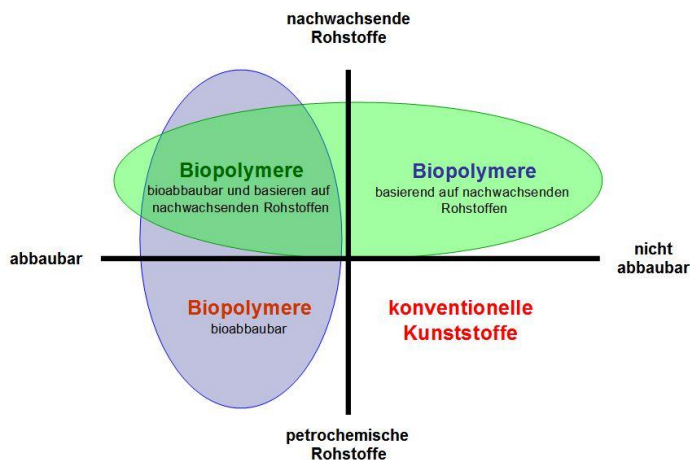 nachwachsende
Rohstoffe
Biopolymere
bioabbaubar und basieren auf
nachwachsenden Rohstoffen
Biopolymere
basierend auf nachwachsenden
Rohstoffen
abbaubar
nicht
abbaubar
Biopolymere
bioabbaubar
konventionelle
Kunststoffe
petrochemische
Rohstoffe